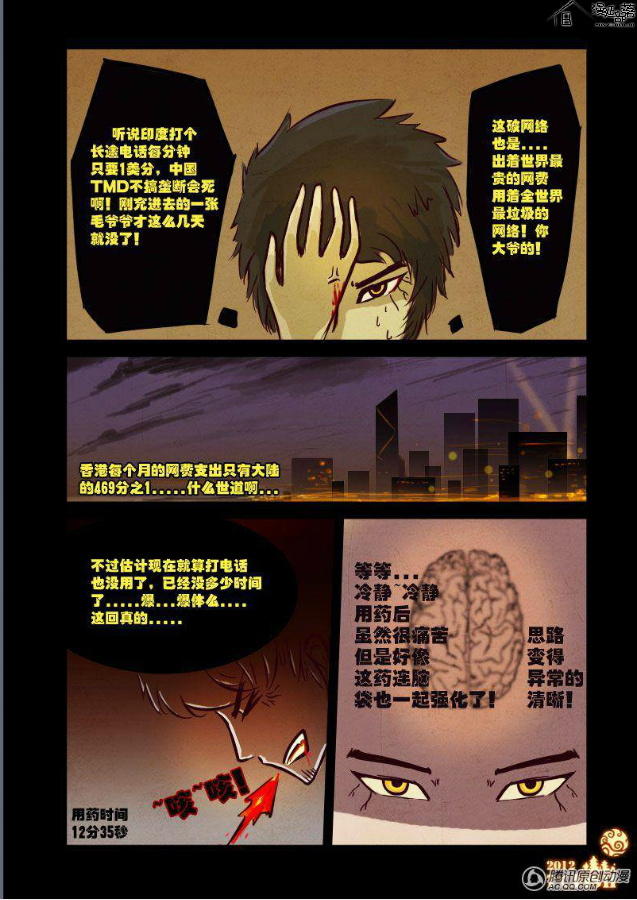 漫画部落
听说印度打个
长途电话每分钟
只要1美分，中国
TMD不搞垄断会死
啊！刚充进去的一张
毛爷爷才这么几天
就没了！
这破网络
也是....
出着世界最
贵的网费
用着全世界
最垃圾的
网络！你
大爷的！
香港每个月的网费支出只有大陆
的469分之1.....什么世道啊...
不过估计现在就算打电话
也没用了，已经没多少时间
了.....爆...爆体么....
这回真的.....
~咳~咳！
用药时间
12分35秒
等等...
冷静~冷静
用药后
虽然很痛苦
但是好像
这药连脑
袋也一起强化了！
思路
变得
异常的
清晰！
2012
腾讯原创动漫
AC.QQ.COM